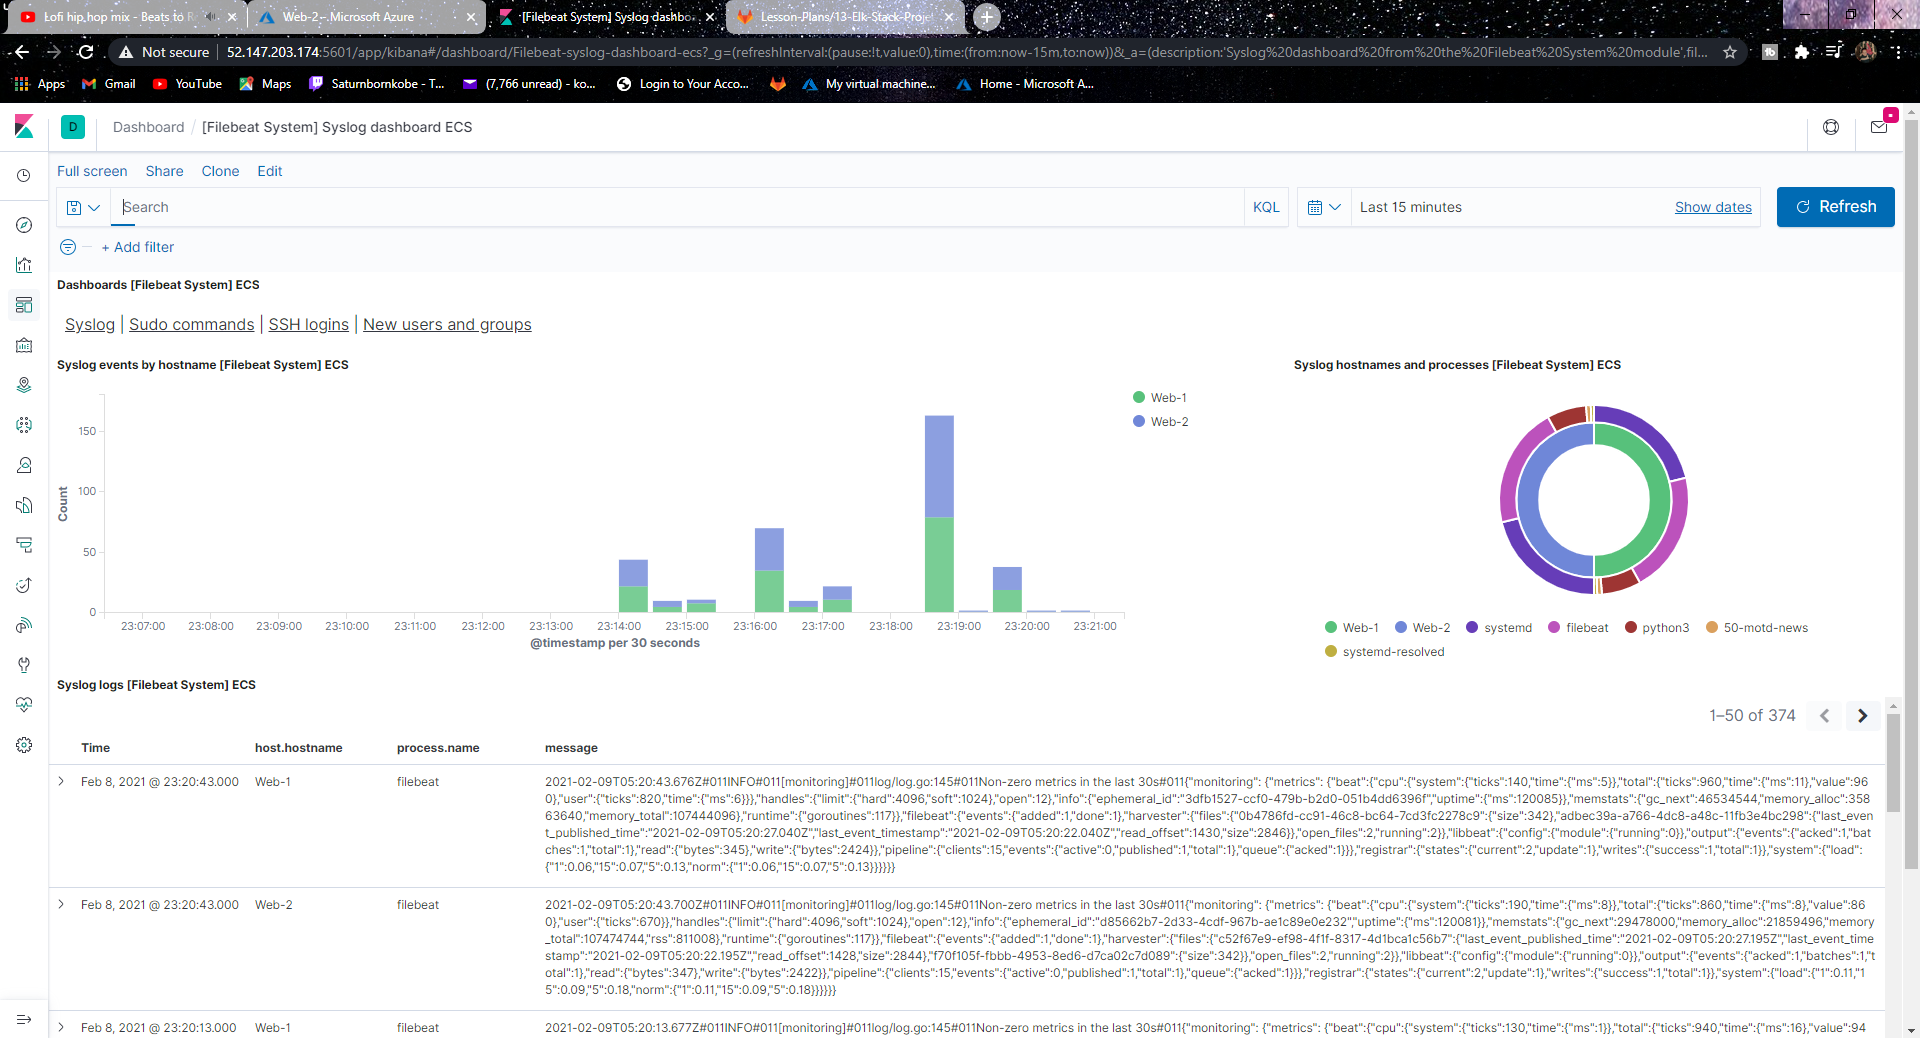 Lofi hip hop mix - Beats to R
Web-2 - Microsoft Azure
[Filebeat System] Syslog dashbo
Lesson-Plans/13-Elk-Stack-Proje
Not secure | 52.147.203.174:5601/app/kibana#/dashboard/Filebeat-syslog-dashboard-ecs?_g=(refreshInterval:(pause:!t,value:0),time:(from:now-15m,to:now))&_a=(description:'Syslog%20dashboard%20from%20the%20Filebeat%20System%20module',fil...
Apps Gmail YouTube Maps Saturnbornkobe - T... (7,766 unread) - ko... Login to Your Acco... My virtual machine... Home - Microsoft A...
D Dashboard / [Filebeat System] Syslog dashboard ECS
Full screen Share Clone Edit
Search KQL Last 15 minutes Show dates Refresh
+ Add filter
Dashboards [Filebeat System] ECS
Syslog | Sudo commands | SSH logins | New users and groups
Syslog events by hostname [Filebeat System] ECS
Count
150
100
50
0
23:07:00 23:08:00 23:09:00 23:10:00 23:11:00 23:12:00 23:13:00 23:14:00 23:15:00 23:16:00 23:17:00 23:18:00 23:19:00 23:20:00 23:21:00
@timestamp per 30 seconds
Web-1
Web-2
Syslog hostnames and processes [Filebeat System] ECS
Web-1 Web-2 systemd filebeat python3 50-motd-news
systemd-resolved
Syslog logs [Filebeat System] ECS
1–50 of 374
Time host.hostname process.name message
Feb 8, 2021 @ 23:20:43.000 Web-1 filebeat 2021-02-09T05:20:43.676Z#011INFO#011[monitoring]#011log/log.go:145#011Non-zero metrics in the last 30s#011{"monitoring": {"metrics": {"beat":{"cpu":{"system":{"ticks":140,"time":{"ms":5}},"total":{"ticks":960,"time":{"ms":11},"value":96
0},"user":{"ticks":820,"time":{"ms":6}}},"handles":{"limit":{"hard":4096,"soft":1024},"open":12},"info":{"ephemeral_id":"3dfb1527-ccf0-479b-b2d0-051b4dd6396f","uptime":{"ms":120085}},"memstats":{"gc_next":46534544,"memory_alloc":358
63640,"memory_total":107444096},"runtime":{"goroutines":117}},"filebeat":{"events":{"added":1,"done":1},"harvester":{"files":{"0b4786fd-cc91-46c8-bc64-7cd3fc2278c9":{"size":342},"adbec39a-a766-4dc8-a48c-11fb3e4bc298":{"last_even
t_published_time":"2021-02-09T05:20:27.040Z","last_event_timestamp":"2021-02-09T05:20:22.040Z","read_offset":1430,"size":2846}},"open_files":2,"running":2}},"libbeat":{"config":{"module":{"running":0}},"output":{"events":{"acked":1,"batc
hes":1,"total":1},"read":{"bytes":345},"write":{"bytes":2424}},"pipeline":{"clients":15,"events":{"active":0,"published":1,"total":1},"queue":{"acked":1}}},"registrar":{"states":{"current":2,"update":1},"writes":{"success":1,"total":1}},"system":{"load":
{"1":0.06,"15":0.07,"5":0.13,"norm":{"1":0.06,"15":0.07,"5":0.13}}}}}}
Feb 8, 2021 @ 23:20:43.000 Web-2 filebeat 2021-02-09T05:20:43.700Z#011INFO#011[monitoring]#011log/log.go:145#011Non-zero metrics in the last 30s#011{"monitoring": {"metrics": {"beat":{"cpu":{"system":{"ticks":190,"time":{"ms":8}},"total":{"ticks":860,"time":{"ms":8},"value":86
0},"user":{"ticks":670}},"handles":{"limit":{"hard":4096,"soft":1024},"open":12},"info":{"ephemeral_id":"d85662b7-2d33-4cdf-967b-ae1c89e0e232","uptime":{"ms":120081}},"memstats":{"gc_next":29478000,"memory_alloc":21859496,"memory
_total":107474744,"rss":811008},"runtime":{"goroutines":117}},"filebeat":{"events":{"added":1,"done":1},"harvester":{"files":{"c52f67e9-ef98-4f1f-8317-4d1bca1c56b7":{"last_event_published_time":"2021-02-09T05:20:27.195Z","last_event_time
stamp":"2021-02-09T05:20:22.195Z","read_offset":1428,"size":2844},"f70f105f-fbbb-4953-8ed6-d7ca02c7d089":{"size":342}},"open_files":2,"running":2}},"libbeat":{"config":{"module":{"running":0}},"output":{"events":{"acked":1,"batches":1,"t
otal":1},"read":{"bytes":347},"write":{"bytes":2422}},"pipeline":{"clients":15,"events":{"active":0,"published":1,"total":1},"queue":{"acked":1}}},"registrar":{"states":{"current":2,"update":1},"writes":{"success":1,"total":1}},"system":{"load":{"1":0.11,"1
5":0.09,"5":0.18,"norm":{"1":0.11,"15":0.09,"5":0.18}}}}}}
Feb 8, 2021 @ 23:20:13.000 Web-1 filebeat 2021-02-09T05:20:13.677Z#011INFO#011[monitoring]#011log/log.go:145#011Non-zero metrics in the last 30s#011{"monitoring": {"metrics": {"beat":{"cpu":{"system":{"ticks":130,"time":{"ms":1}},"total":{"ticks":940,"time":{"ms":16},"value":94